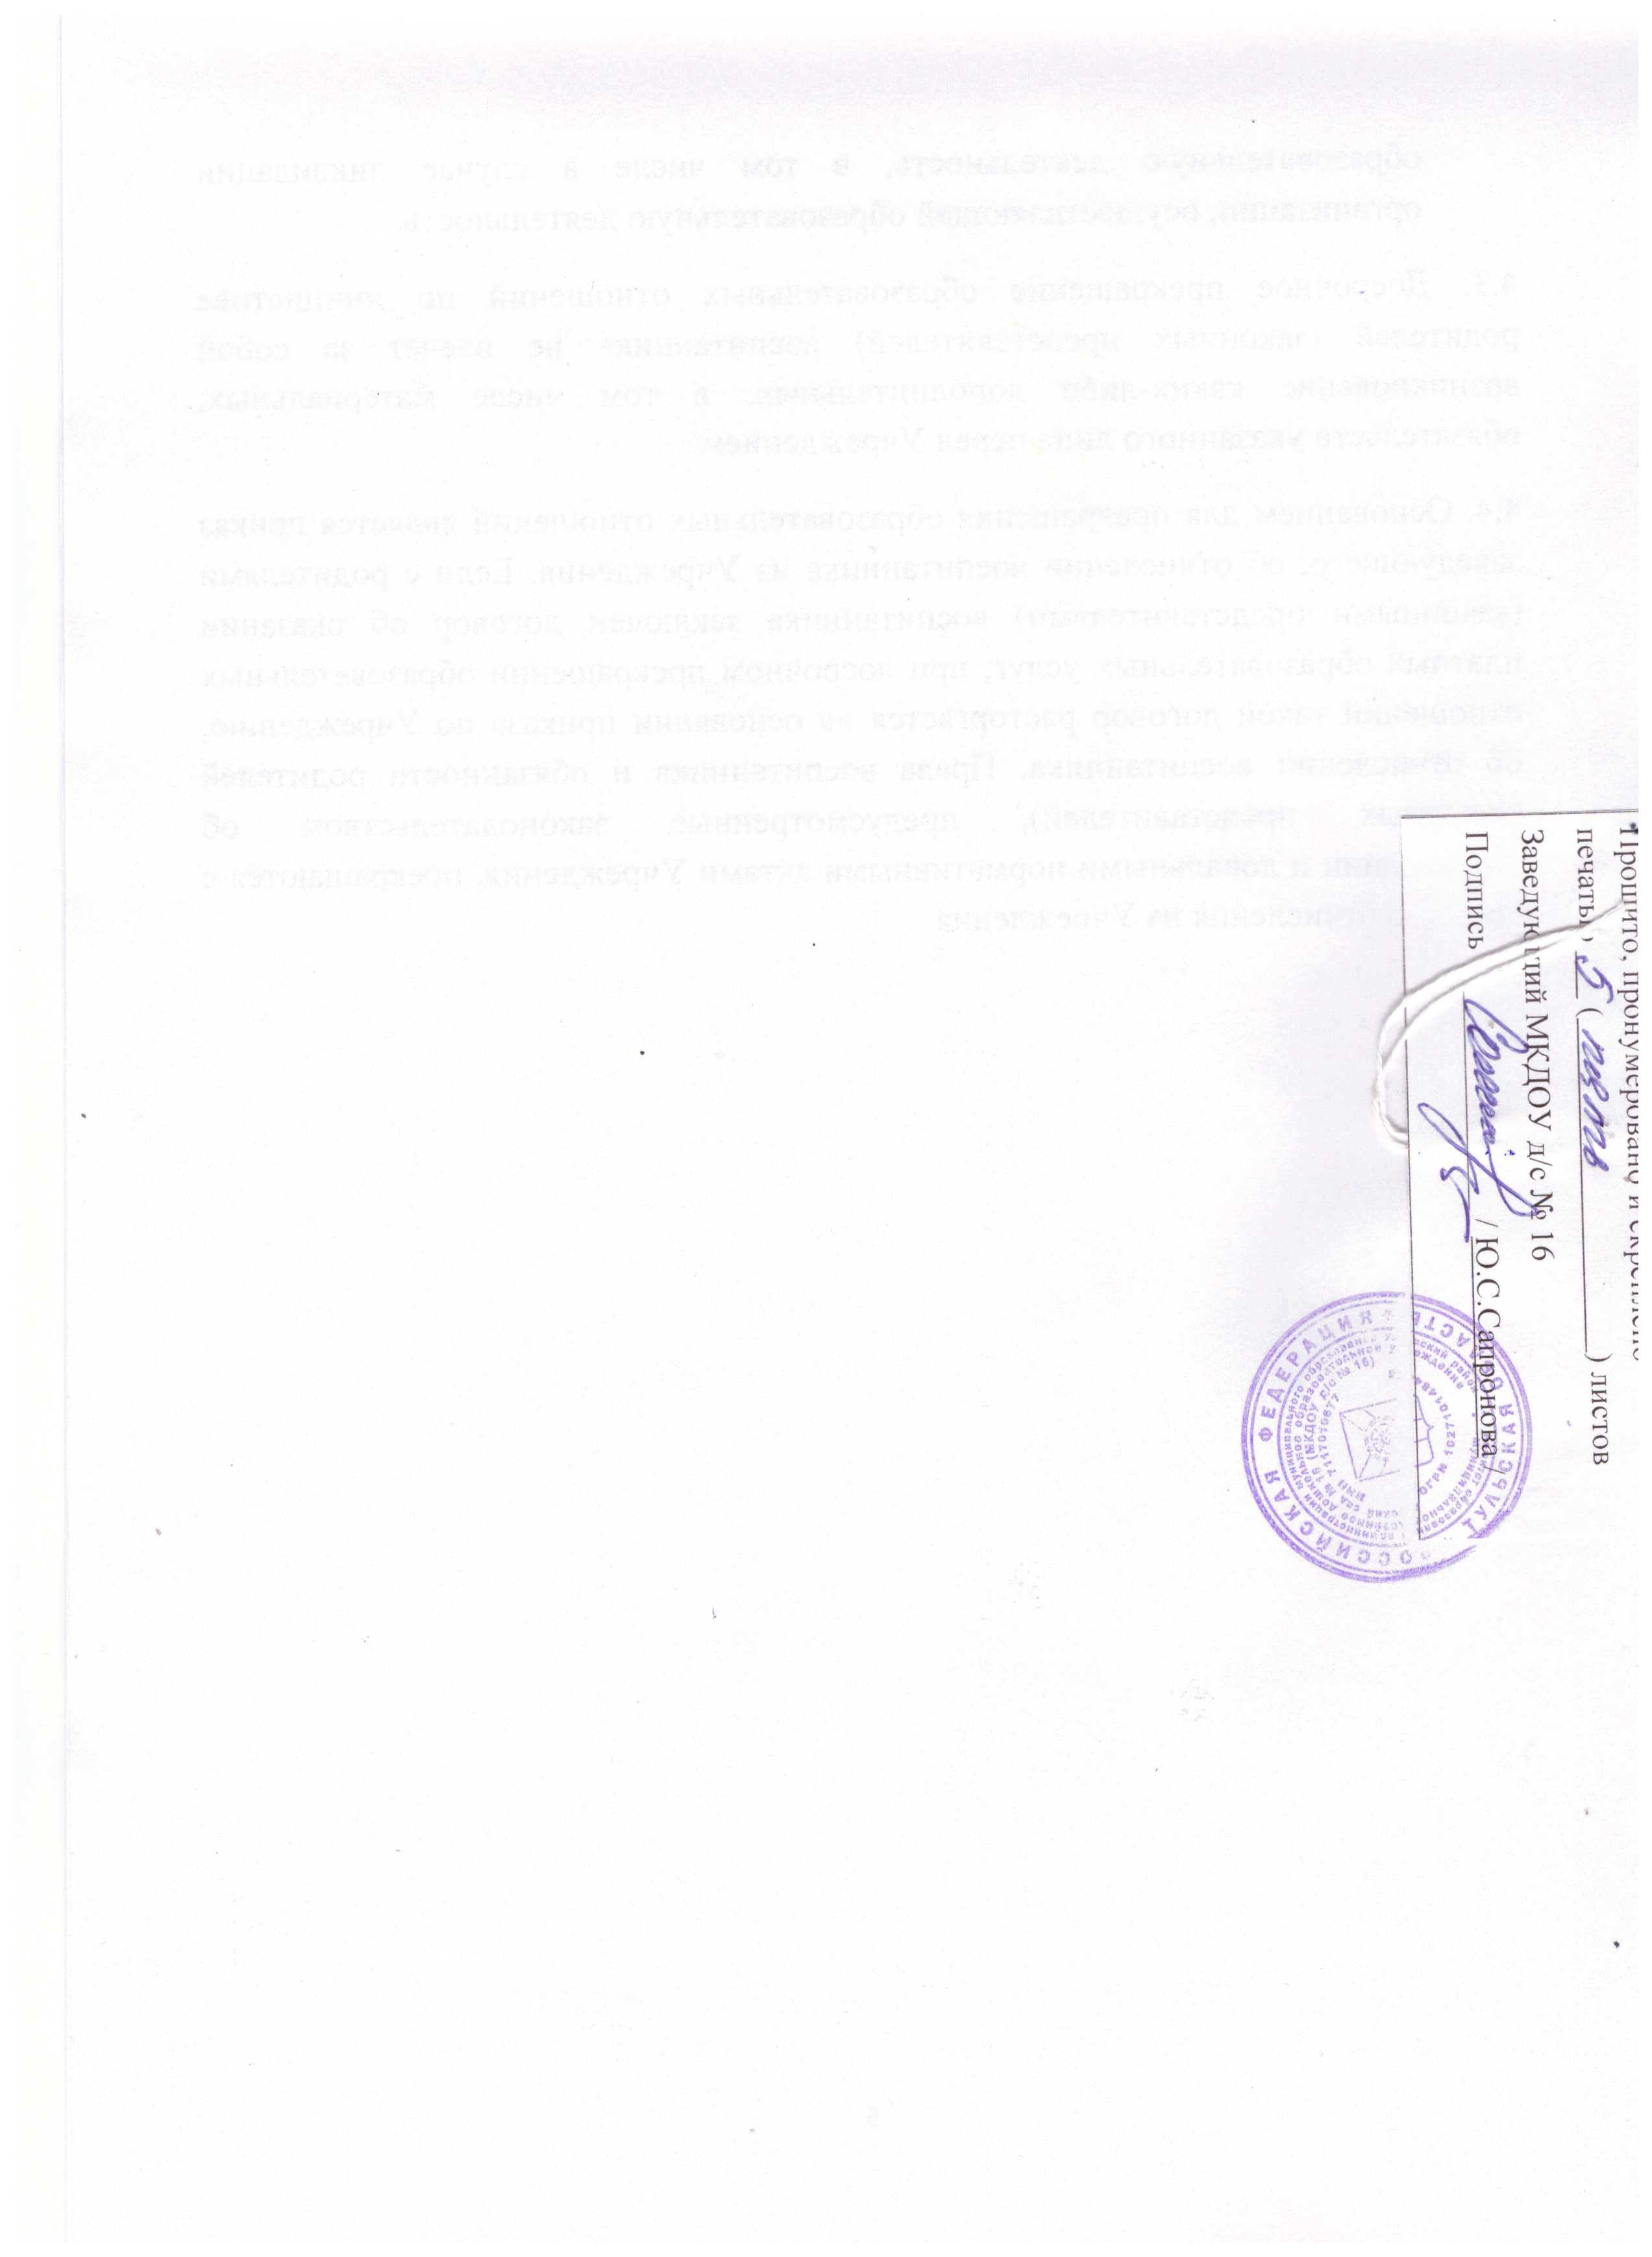 образовательную деятельность, в том числе в случае ликвидации
организации, осуществляющей образовательную деятельность.
4.3. Досрочное прекращение образовательных отношений по инициативе
родителей (законных представителей) воспитанника не влечет за собой
возникновение каких-либо дополнительных, в том числе материальных,
обязательств указанного лица перед Учреждением.
4.4. Основанием для прекращения образовательных отношений является приказ
заведующего, об отчислении воспитанника из Учреждения. Если с родителями
(законными представителями) воспитанника заключен договор об оказании
платных образовательных услуг, при досрочном прекращении образовательных
отношений такой договор расторгается на основании приказа по Учреждению,
об отчислении воспитанника. Права воспитанника и обязанности родителей
представителей), предусмотренные законодательством об
и локальными нормативными актами Учреждения, прекращаются с
отчисления из Учреждения
5
Прошито, пронумеровано и скреплено
печатью 5 ( пять ) листов
Заведующий МКДОУ д/с № 16
Подпись / Ю.С.Сапронова /
РОССИЙСКАЯ ФЕДЕРАЦИЯ * ТУЛЬСКАЯ ОБЛАСТЬ
(МКДОУ д/с № 16)
ИНН 7117019877